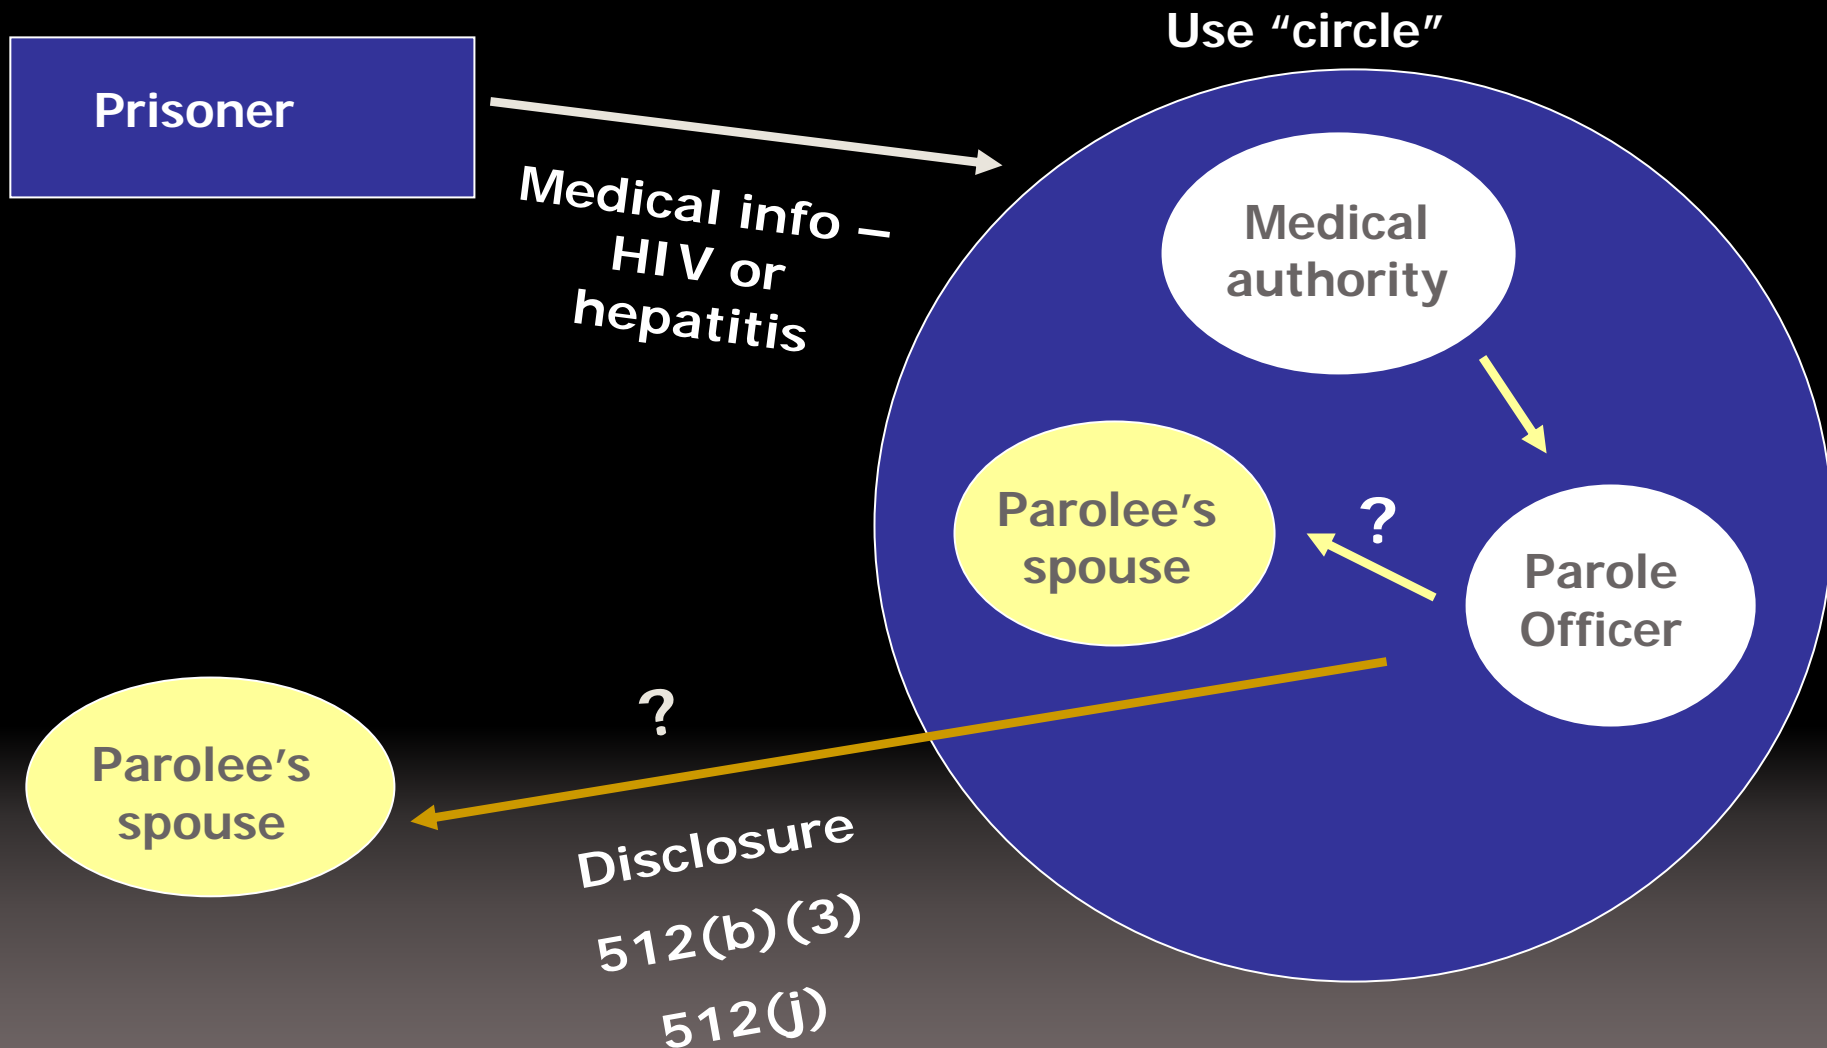 Use “circle”
Prisoner
Medical info –
HIV or
hepatitis
Medical
authority
Parolee’s
spouse
?
Parole
Officer
?
Parolee’s
spouse
Disclosure
512(b)(3)
512(j)